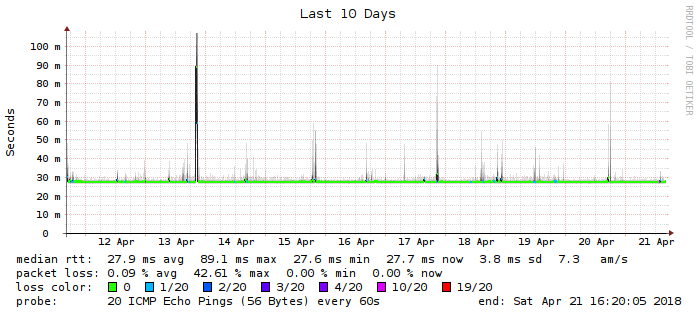 Last 10 Days
RRDTOOL / TOBI OETIKER
Seconds
100 m
90 m
80 m
70 m
60 m
50 m
40 m
30 m
20 m
10 m
0
12 Apr 13 Apr 14 Apr 15 Apr 16 Apr 17 Apr 18 Apr 19 Apr 20 Apr 21 Apr
median rtt: 27.9 ms avg 89.1 ms max 27.6 ms min 27.7 ms now 3.8 ms sd 7.3 am/s
packet loss: 0.09 % avg 42.61 % max 0.00 % min 0.00 % now
loss color: 0 1/20 2/20 3/20 4/20 10/20 19/20
probe: 20 ICMP Echo Pings (56 Bytes) every 60s end: Sat Apr 21 16:20:05 2018